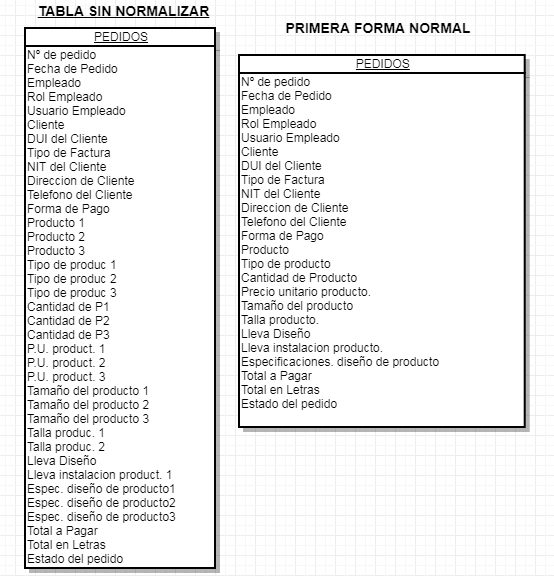 TABLA SIN NORMALIZAR
PEDIDOS
Nº de pedido
Fecha de Pedido
Empleado
Rol Empleado
Usuario Empleado
Cliente
DUI del Cliente
Tipo de Factura
NIT del Cliente
Direccion de Cliente
Telefono del Cliente
Forma de Pago
Producto 1
Producto 2
Producto 3
Tipo de produc 1
Tipo de produc 2
Tipo de produc 3
Cantidad de P1
Cantidad de P2
Cantidad de P3
P.U. product. 1
P.U. product. 2
P.U. product. 3
Tamaño del producto 1
Tamaño del producto 2
Tamaño del producto 3
Talla produc. 1
Talla produc. 2
Lleva Diseño
Lleva instalacion product. 1
Espec. diseño de producto1
Espec. diseño de producto2
Espec. diseño de producto3
Total a Pagar
Total en Letras
Estado del pedido
PRIMERA FORMA NORMAL
PEDIDOS
Nº de pedido
Fecha de Pedido
Empleado
Rol Empleado
Usuario Empleado
Cliente
DUI del Cliente
Tipo de Factura
NIT del Cliente
Direccion de Cliente
Telefono del Cliente
Forma de Pago
Producto
Tipo de producto
Cantidad de Producto
Precio unitario producto.
Tamaño del producto
Talla producto.
Lleva Diseño
Lleva instalacion producto.
Especificaciones. diseño de producto
Total a Pagar
Total en Letras
Estado del pedido